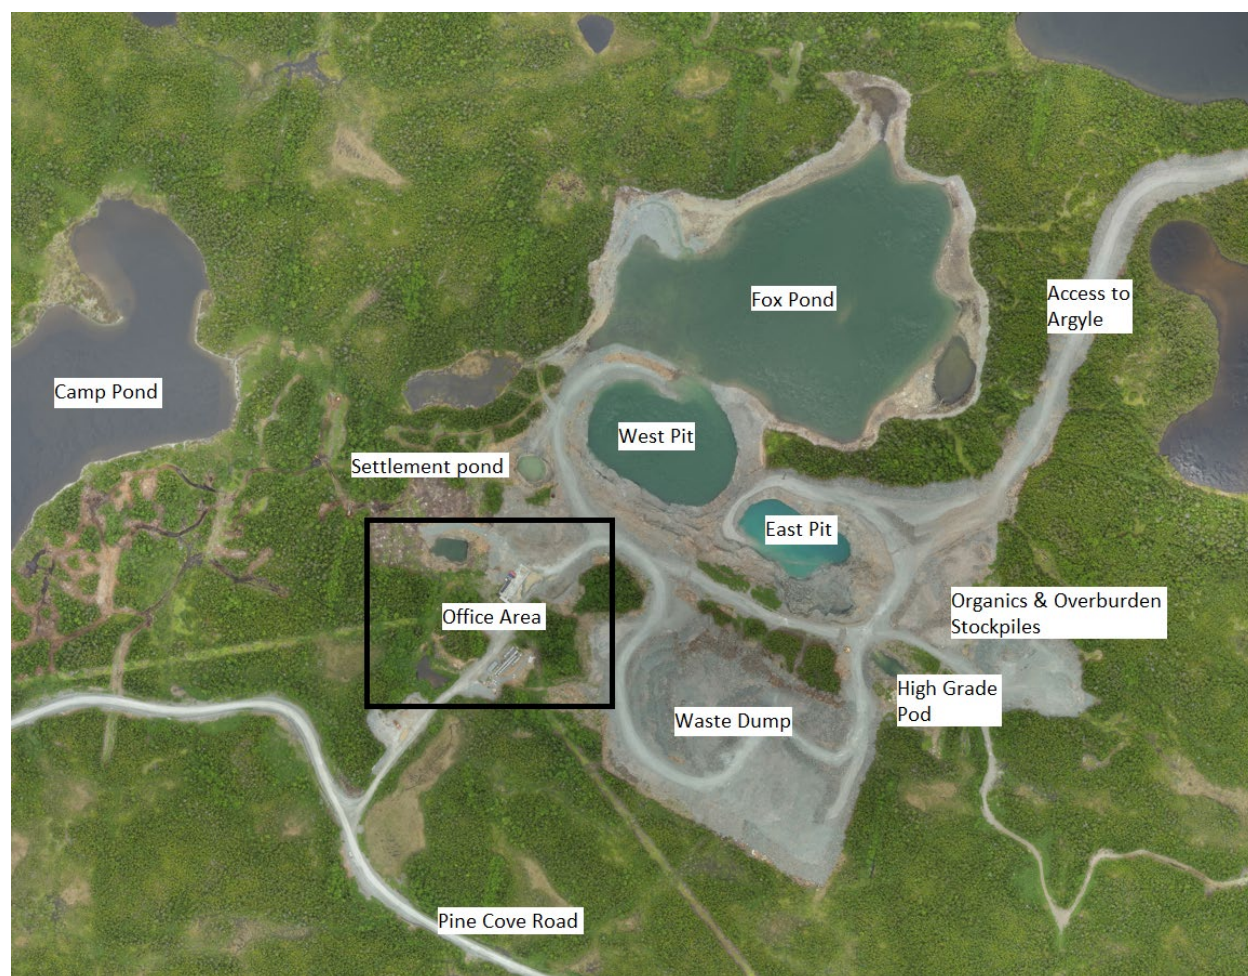 Fox Pond
Access to
Argyle
Camp Pond
West Pit
Settlement pond
East Pit
Organics & Overburden
Stockpiles
Office Area
High Grade
Pod
Waste Dump
Pine Cove Road